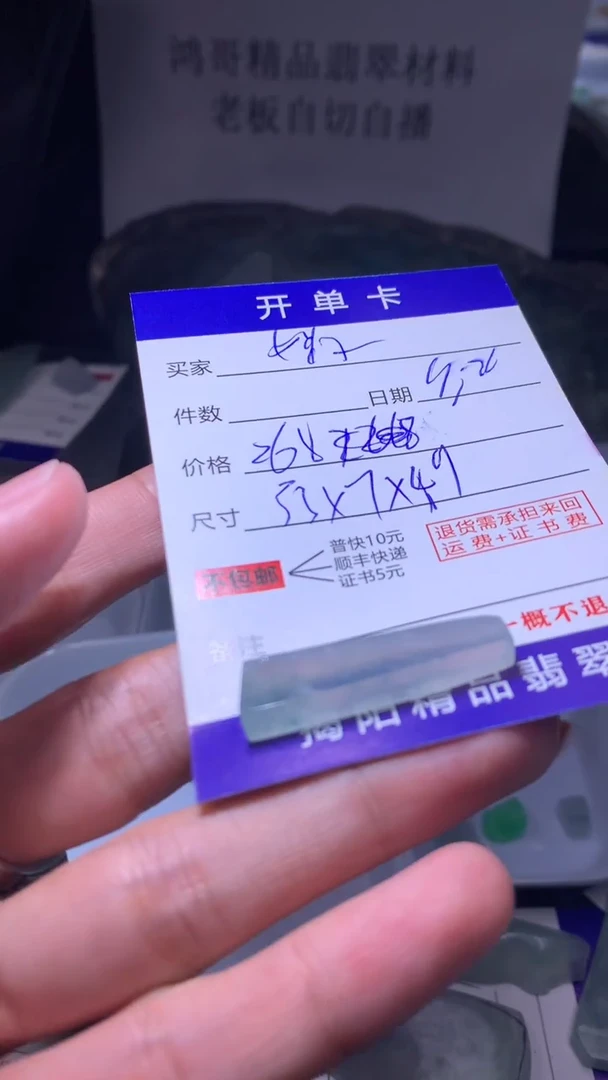 鸿哥精品翡翠材料
老板自切自播
开单卡
买家
件数 日期
价格 268
尺寸 53x7x49
普快10元
不包邮 顺丰快递
证书5元
退货需承担来回
运费+证书费
备注
一概不退
揭阳精品翡翠